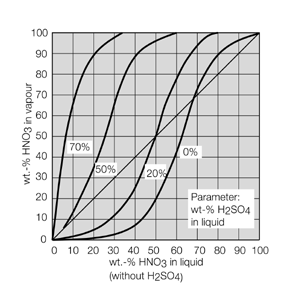 wt.-% HNO3 in vapour
100
90
80
70
60
50
40
30
20
10
0
70%
50%
20%
0%
Parameter:
wt-% H2SO4
in liquid
0 10 20 30 40 50 60 70 80 90 100
wt.-% HNO3 in liquid
(without H2SO4)